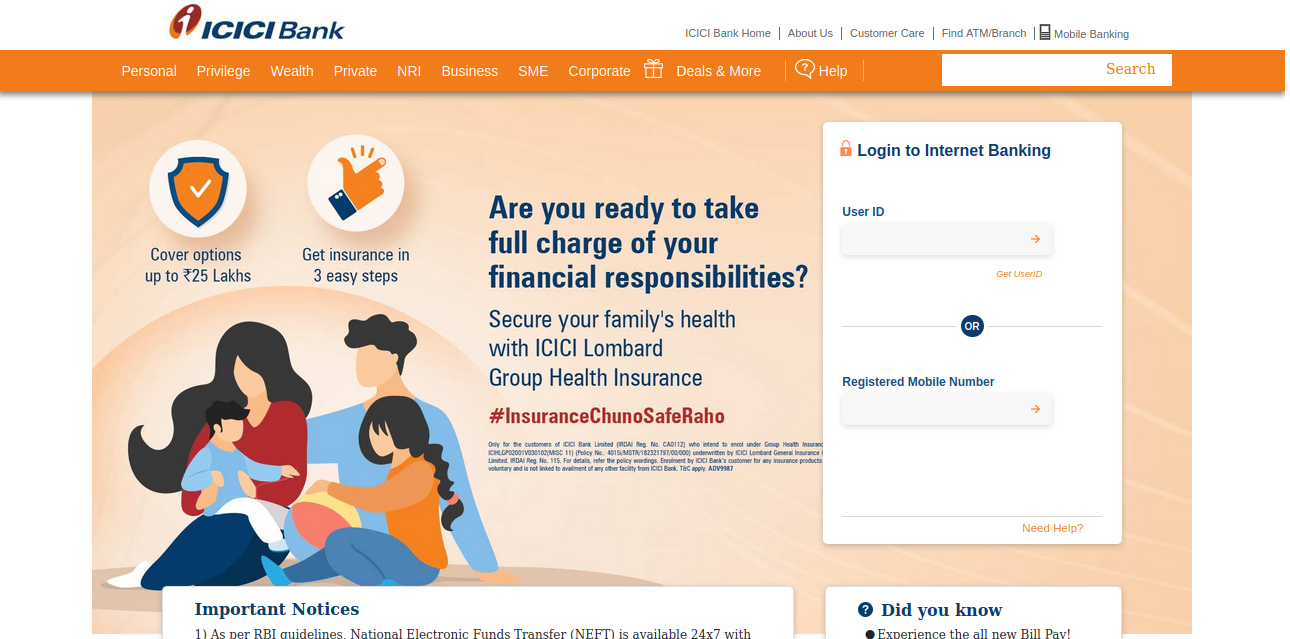 ICICI Bank
ICICI Bank Home | About Us | Customer Care | Find ATM/Branch | Mobile Banking
Personal Privilege Wealth Private NRI Business SME Corporate Deals & More Help Search
Cover options
up to ₹25 Lakhs
Get insurance in
3 easy steps
Are you ready to take
full charge of your
financial responsibilities?
Secure your family's health
with ICICI Lombard
Group Health Insurance
#InsuranceChunoSafeRaho
Only for the customers of ICICI Bank Limited (IRDAI Reg. No. CA0112) who intend to enrol under Group Health Insuranc
ICIHLGP02001V030102(MISC 11) (Policy No.: 4015i/MSTR/182321797/00/000) underwritten by ICICI Lombard General Insurance
Limited. IRDAI Reg. No. 115. For details, refer the policy wordings. Enrolment by ICICI Bank's customer for any insurance products
voluntary and is not linked to availment of any other facility from ICICI Bank. T&C apply. ADV9987
Login to Internet Banking
User ID
Get UserID
OR
Registered Mobile Number
Need Help?
Important Notices
1) As per RBI guidelines, National Electronic Funds Transfer (NEFT) is available 24x7 with
Did you know
Experience the all new Bill Pay!